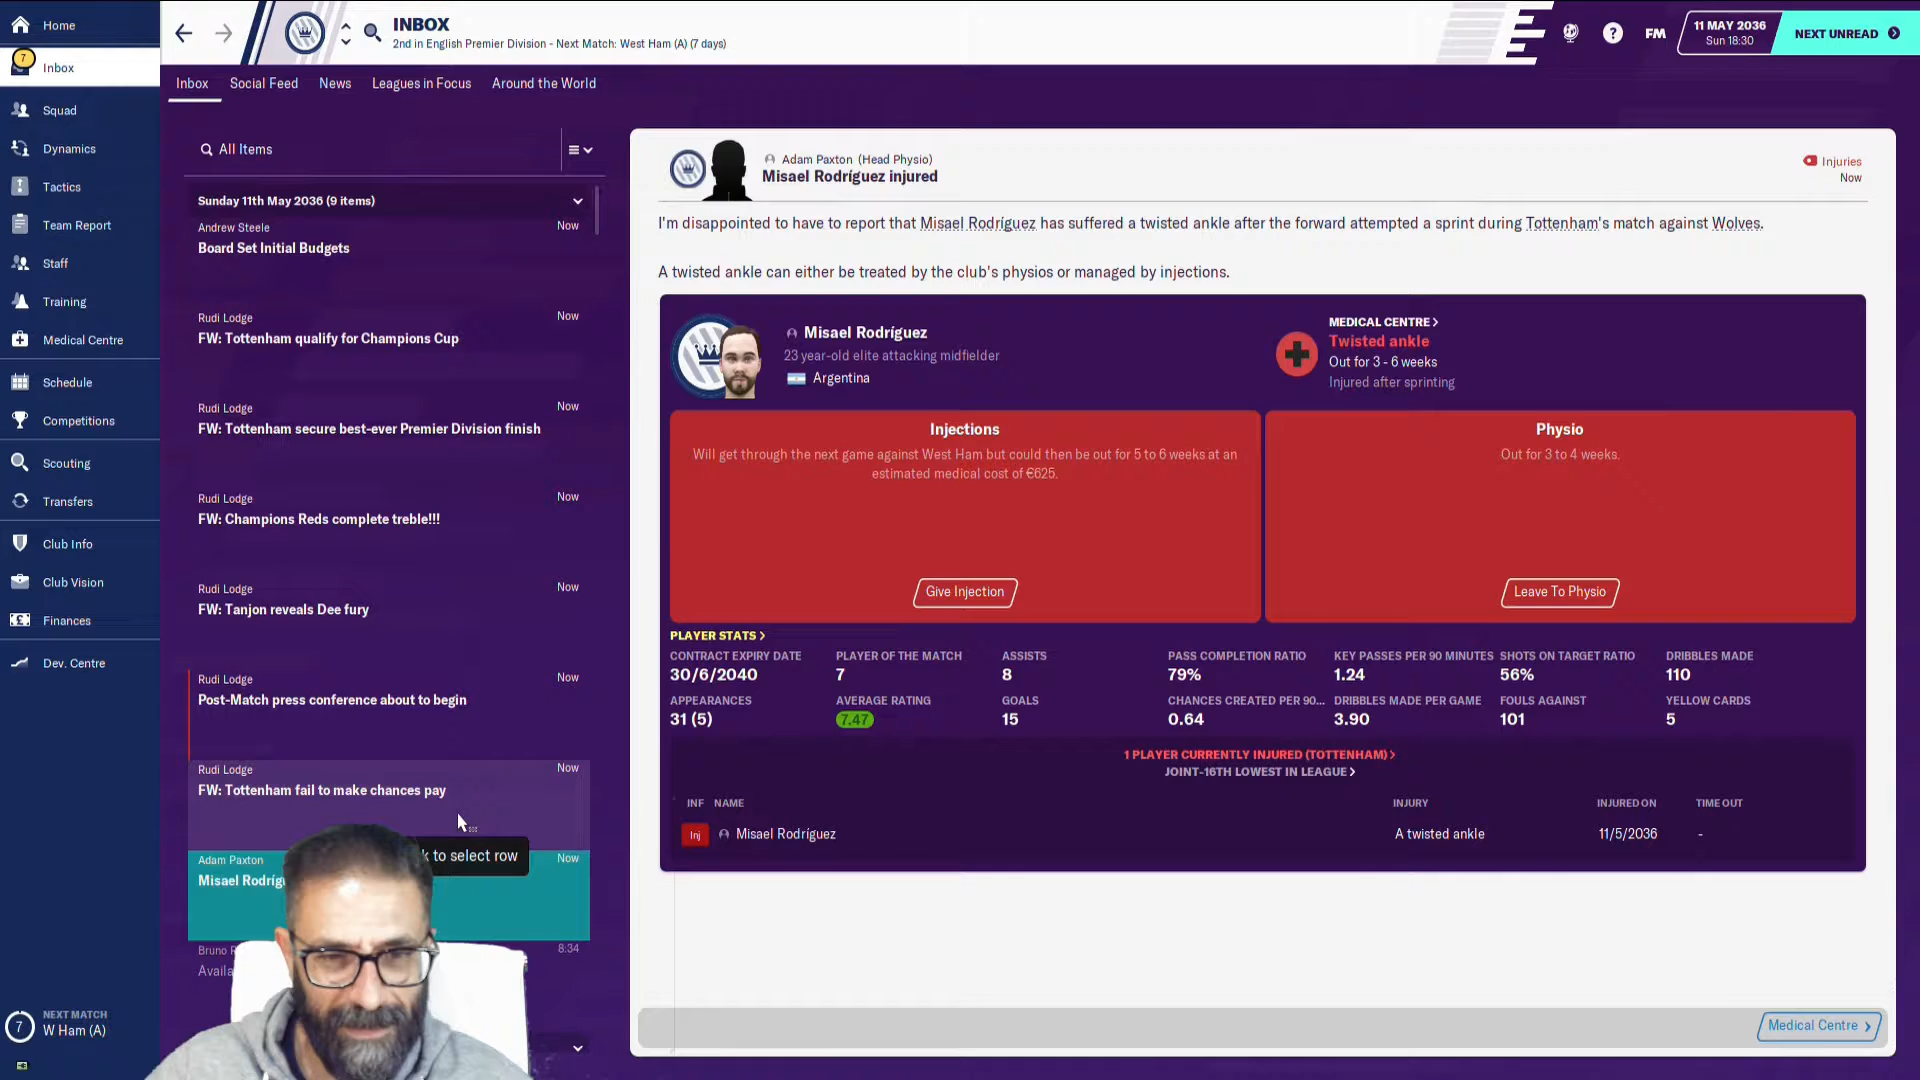 Home
7
Inbox
Squad
Dynamics
Tactics
Team Report
Staff
Training
Medical Centre
Schedule
Competitions
Scouting
Transfers
Club Info
Club Vision
Finances
Dev. Centre
NEXT MATCH
7
W Ham (A)
INBOX
2nd in English Premier Division - Next Match: West Ham (A) (7 days)
?
FM
11 MAY 2036
Sun 18:30
NEXT UNREAD
Inbox Social Feed News Leagues in Focus Around the World
All Items
Sunday 11th May 2036 (9 items)
Andrew Steele Now
Board Set Initial Budgets
Rudi Lodge Now
FW: Tottenham qualify for Champions Cup
Rudi Lodge Now
FW: Tottenham secure best-ever Premier Division finish
Rudi Lodge Now
FW: Champions Reds complete treble!!!
Rudi Lodge Now
FW: Tanjon reveals Dee fury
Rudi Lodge Now
Post-Match press conference about to begin
Rudi Lodge Now
FW: Tottenham fail to make chances pay
to select row
Adam Paxton Now
Misael
Bruno 8:34
Adam Paxton (Head Physio)
Misael Rodríguez injured
Injuries
Now
I'm disappointed to have to report that Misael Rodríguez has suffered a twisted ankle after the forward attempted a sprint during Tottenham's match against Wolves.
A twisted ankle can either be treated by the club's physios or managed by injections.
Misael Rodríguez
23 year-old elite attacking midfielder
Argentina
MEDICAL CENTRE >
Twisted ankle
Out for 3 - 6 weeks
Injured after sprinting
Injections
Will get through the next game against West Ham but could then be out for 5 to 6 weeks at an
estimated medical cost of €625.
Give Injection
Physio
Out for 3 to 4 weeks.
Leave To Physio
PLAYER STATS >
CONTRACT EXPIRY DATE PLAYER OF THE MATCH ASSISTS PASS COMPLETION RATIO KEY PASSES PER 90 MINUTES SHOTS ON TARGET RATIO DRIBBLES MADE
30/6/2040 7 8 79% 1.24 56% 110
APPEARANCES AVERAGE RATING GOALS CHANCES CREATED PER 90... DRIBBLES MADE PER GAME FOULS AGAINST YELLOW CARDS
31 (5) 7.47 15 0.64 3.90 101 5
1 PLAYER CURRENTLY INJURED (TOTTENHAM) >
JOINT-16TH LOWEST IN LEAGUE >
INF NAME INJURY INJURED ON TIME OUT
Inj Misael Rodríguez A twisted ankle 11/5/2036 -
Medical Centre >